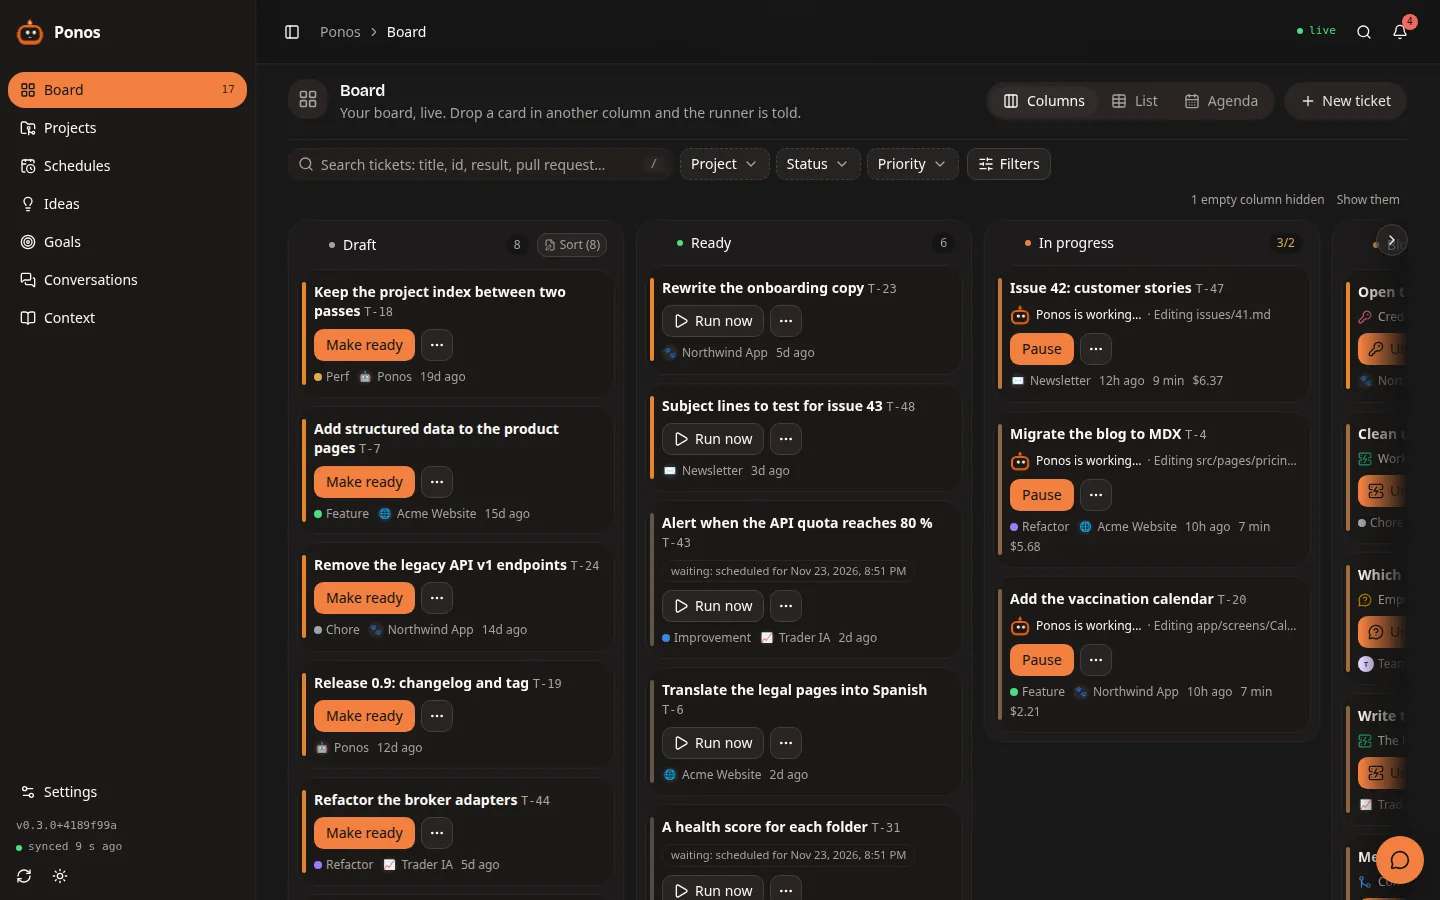 Ponos
Board 17
Projects
Schedules
Ideas
Goals
Conversations
Context
Settings
v0.3.0+4189f99a
synced 9 s ago
Ponos > Board
live
4
Board
Your board, live. Drop a card in another column and the runner is told.
Columns
List
Agenda
New ticket
Search tickets: title, id, result, pull request... /
Project
Status
Priority
Filters
1 empty column hidden Show them
Draft 8 Sort (8)
Keep the project index between two
passes T-18
Make ready
Perf Ponos 19d ago
Add structured data to the product
pages T-7
Make ready
Feature Acme Website 15d ago
Remove the legacy API v1 endpoints T-24
Make ready
Chore Northwind App 14d ago
Release 0.9: changelog and tag T-19
Make ready
Ponos 12d ago
Refactor the broker adapters T-44
Make ready
Refactor Trader IA 5d ago
Ready 6
Rewrite the onboarding copy T-23
Run now
Northwind App 5d ago
Subject lines to test for issue 43 T-48
Run now
Newsletter 3d ago
Alert when the API quota reaches 80 %
T-43
waiting: scheduled for Nov 23, 2026, 8:51 PM
Run now
Improvement Trader IA 2d ago
Translate the legal pages into Spanish
T-6
Run now
Acme Website 2d ago
A health score for each folder T-31
waiting: scheduled for Nov 23, 2026, 8:51 PM
Run now
In progress 3/2
Issue 42: customer stories T-47
Ponos is working... · Editing issues/41.md
Pause
Newsletter 12h ago 9 min $6.37
Migrate the blog to MDX T-4
Ponos is working... · Editing src/pages/pricin...
Pause
Refactor Acme Website 10h ago 7 min
$5.68
Add the vaccination calendar T-20
Ponos is working... · Editing app/screens/Cal...
Pause
Feature Northwind App 10h ago 7 min
$2.21
Open
Cred
Clean
Work
Chore
Which
Team
Write
The